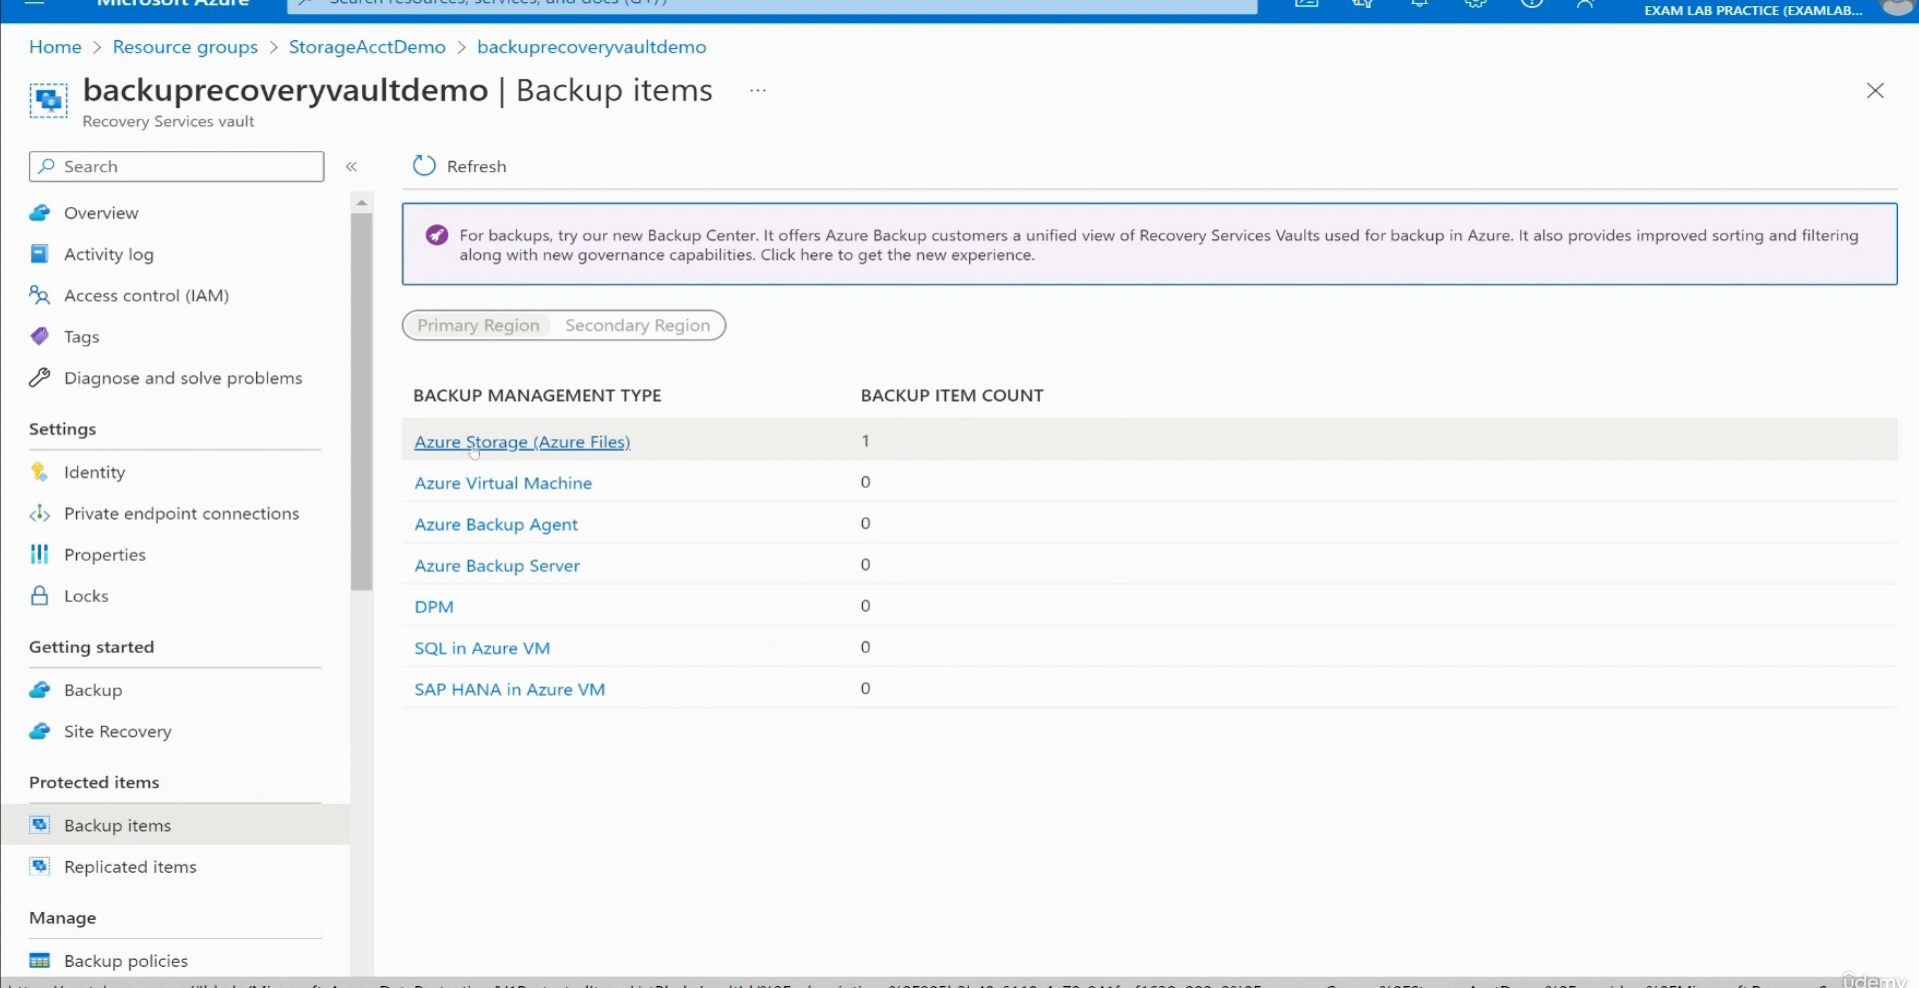 Microsoft Azure
Search resources, services, and docs (G+/)
EXAM LAB PRACTICE (EXAMLAB...
Home > Resource groups > StorageAcctDemo > backuprecoveryvaultdemo
backuprecoveryvaultdemo | Backup items ...
Recovery Services vault
Search
«
Refresh
Overview
Activity log
Access control (IAM)
Tags
Diagnose and solve problems
Settings
Identity
Private endpoint connections
Properties
Locks
Getting started
Backup
Site Recovery
Protected items
Backup items
Replicated items
Manage
Backup policies
For backups, try our new Backup Center. It offers Azure Backup customers a unified view of Recovery Services Vaults used for backup in Azure. It also provides improved sorting and filtering
along with new governance capabilities. Click here to get the new experience.
Primary Region Secondary Region
BACKUP MANAGEMENT TYPE BACKUP ITEM COUNT
Azure Storage (Azure Files) 1
Azure Virtual Machine 0
Azure Backup Agent 0
Azure Backup Server 0
DPM 0
SQL in Azure VM 0
SAP HANA in Azure VM 0
udemy